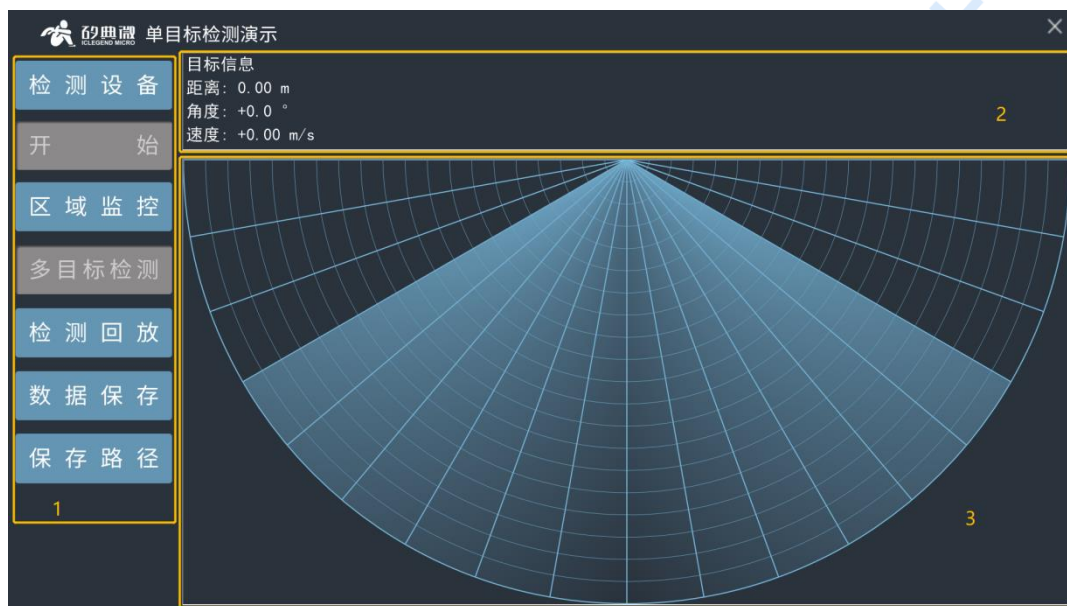 矽典微 单目标检测演示
ICLEGEND MICRO
检测设备
开始
区域监控
多目标检测
检测回放
数据保存
保存路径
1
目标信息
距离: 0.00 m
角度: +0.0 °
速度: +0.00 m/s
2
3